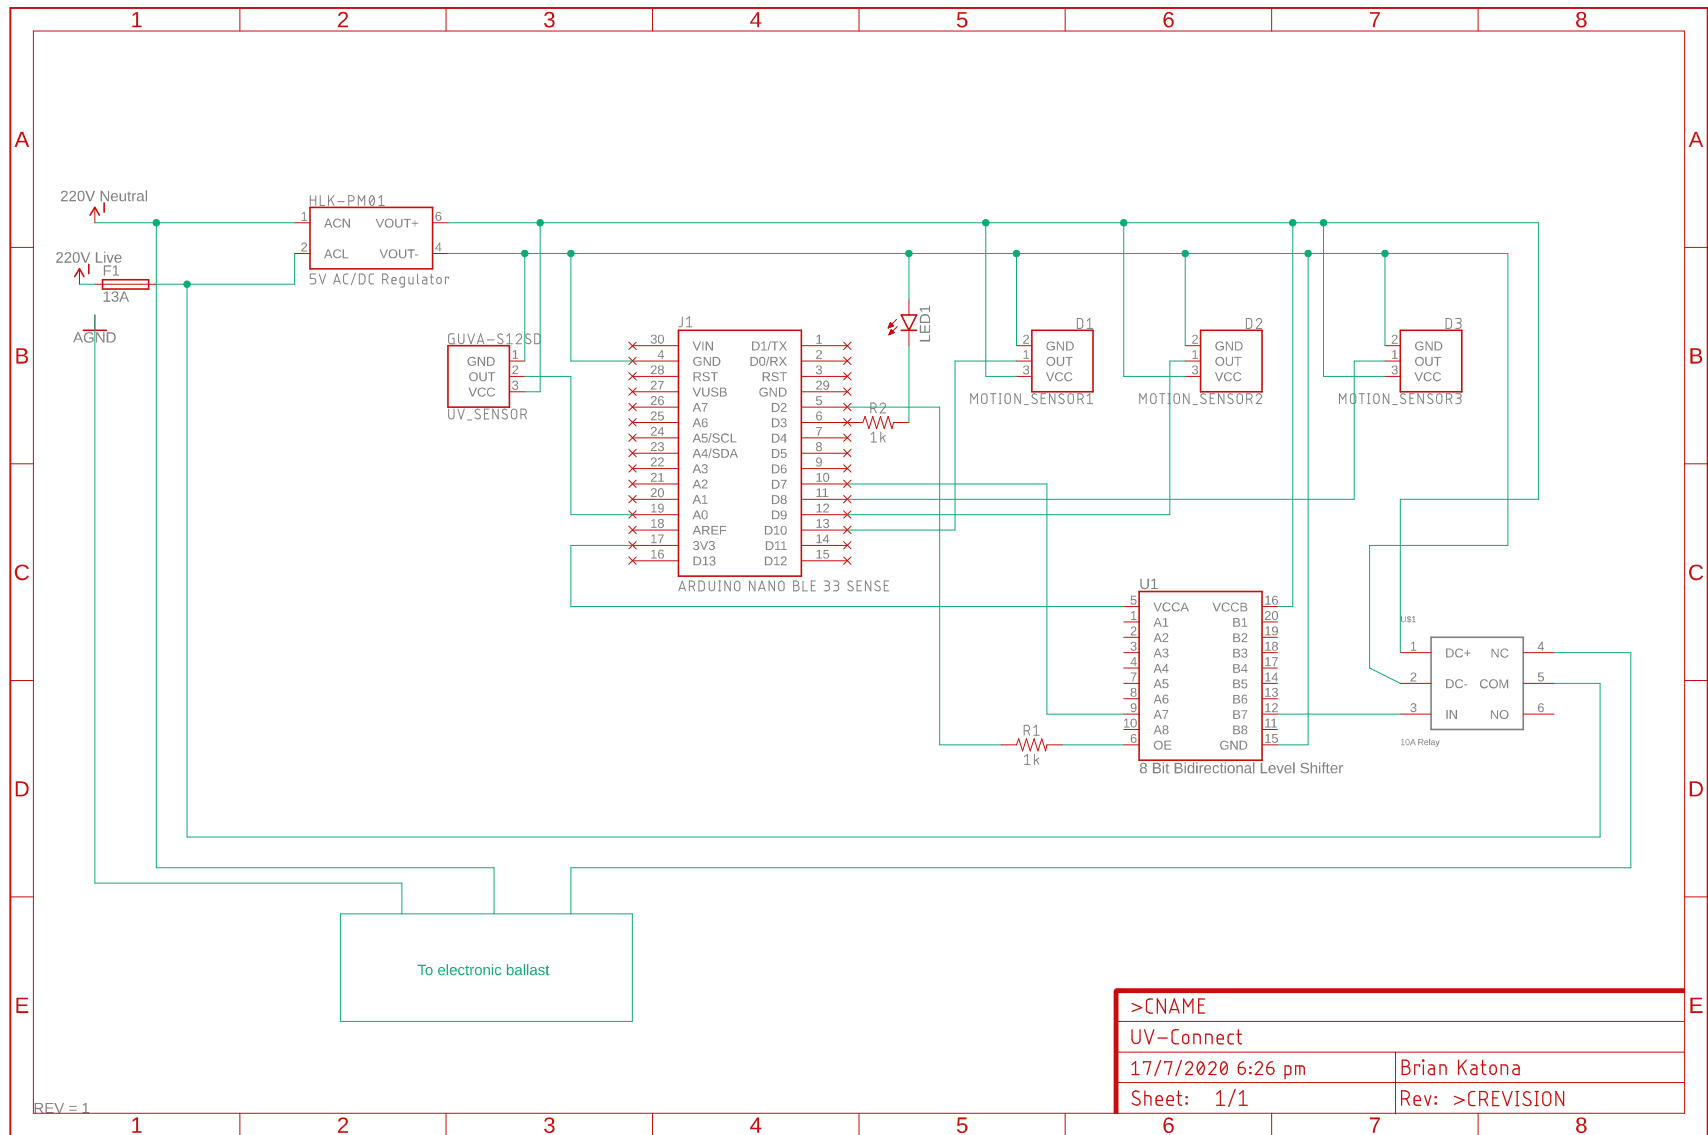 1 2 3 4 5 6 7 8
A A
220V Neutral
HLK-PM01
1 ACN VOUT+ 6
2 ACL VOUT- 4
5V AC/DC Regulator
220V Live
F1
13A
AGND
B B
GUVA-S12SD
GND 1
OUT 2
VCC 3
UV_SENSOR
J1
30 VIN D1/TX 1
4 GND D0/RX 2
28 RST RST 3
27 VUSB GND 29
26 A7 D2 5
25 A6 D3 6
24 A5/SCL D4 7
23 A4/SDA D5 8
22 A3 D6 9
21 A2 D7 10
20 A1 D8 11
19 A0 D9 12
18 AREF D10 13
17 3V3 D11 14
16 D13 D12 15
ARDUINO NANO BLE 33 SENSE
LED1
R2
1k
D1
2 GND
1 OUT
3 VCC
MOTION_SENSOR1
D2
2 GND
1 OUT
3 VCC
MOTION_SENSOR2
D3
2 GND
1 OUT
3 VCC
MOTION_SENSOR3
C C
U1
5 VCCA VCCB 16
1 A1 B1 20
2 A2 B2 19
3 A3 B3 18
4 A4 B4 17
7 A5 B5 14
8 A6 B6 13
9 A7 B7 12
10 A8 B8 11
6 OE GND 15
8 Bit Bidirectional Level Shifter
R1
1k
U$1
1 DC+ NC 4
2 DC- COM 5
3 IN NO 6
10A Relay
D D
To electronic ballast
E E
>CNAME
UV-Connect
17/7/2020 6:26 pm Brian Katona
Sheet: 1/1 Rev: >CREVISION
REV = 1
1 2 3 4 5 6 7 8